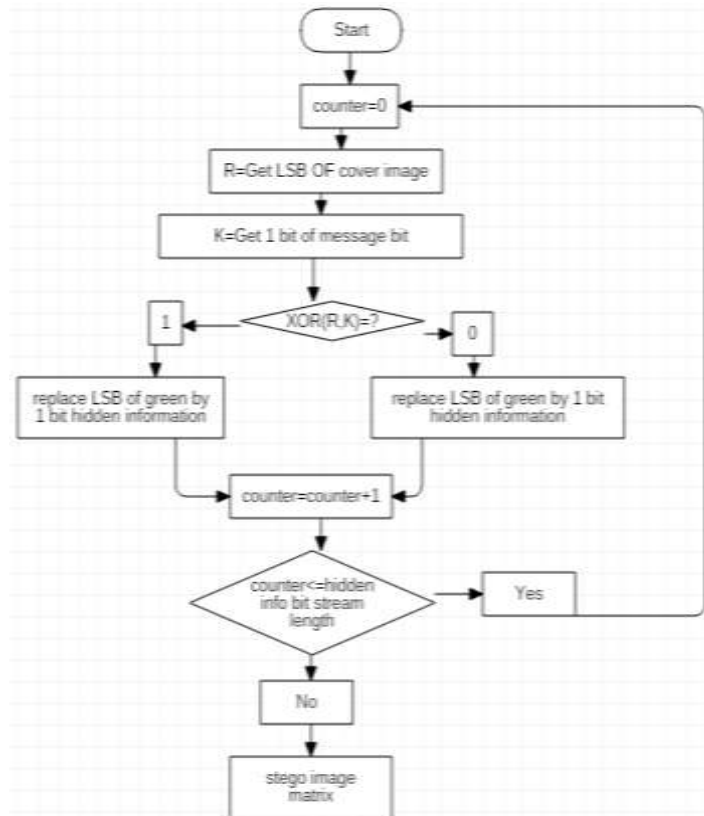 Start
counter=0
R=Get LSB OF cover image
K=Get 1 bit of message bit
XOR(R,K)=?
1
0
replace LSB of green by
1 bit hidden information
replace LSB of green by 1 bit
hidden information
counter=counter+1
counter<=hidden
info bit stream
length
Yes
No
stego image
matrix